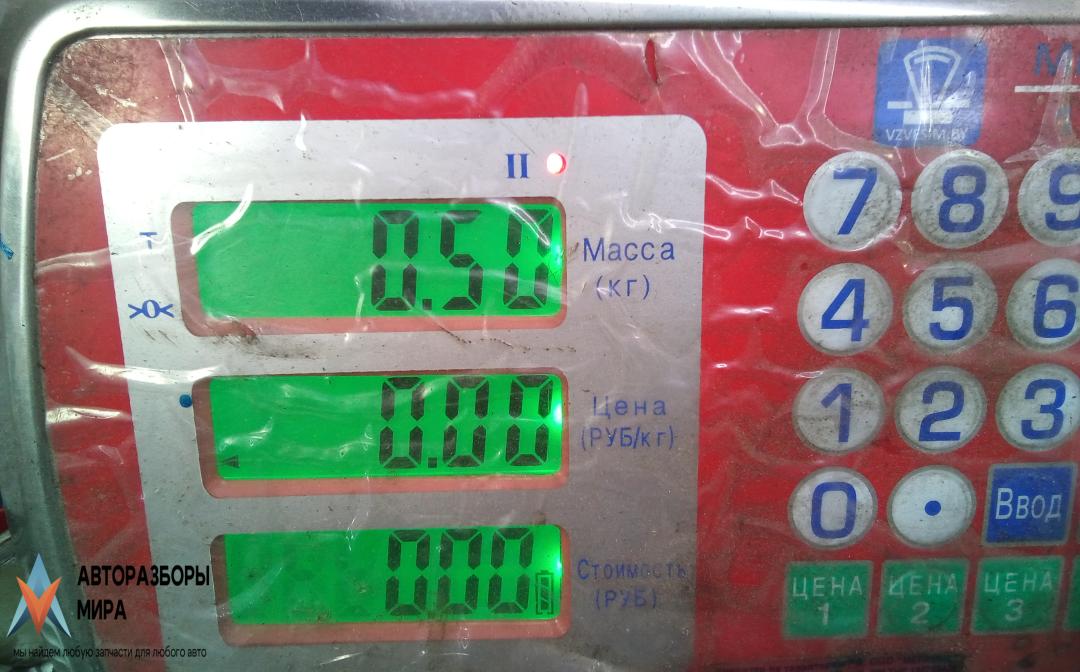 M
VZVESIM.BY
II
0.50
Масса
(кг)
T
>0<
0.00
Цена
(РУБ/кг)
000
Стоимость
(РУБ)
7 8 9
4 5 6
1 2 3
0 . Ввод
ЦЕНА 1
ЦЕНА 2
ЦЕНА 3
АВТОРАЗБОРЫ
МИРА
мы найдем любую запчасти для любого авто